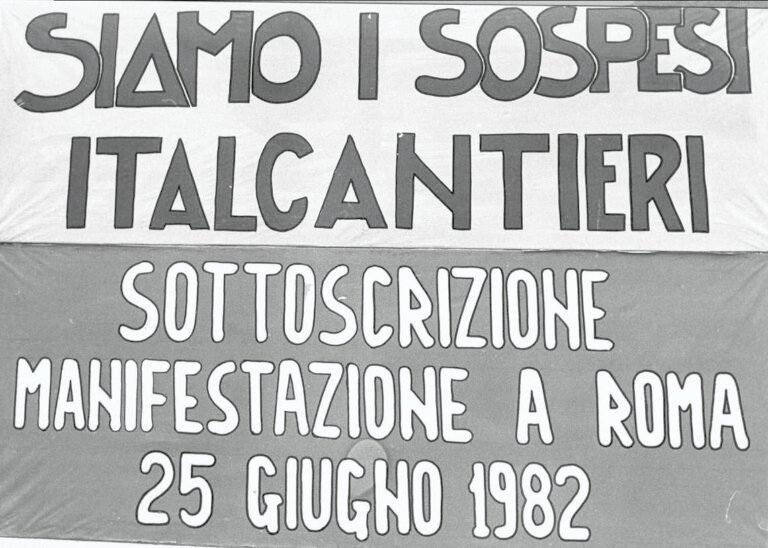 SIAMO I SOSPESI
ITALCANTIERI
SOTTOSCRIZIONE
MANIFESTAZIONE A ROMA
25 GIUGNO 1982